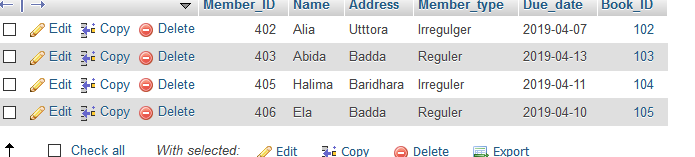 Member_ID Name Address Member_type Due_date Book_ID
Edit Copy Delete 402 Alia Utttora Irregulger 2019-04-07 102
Edit Copy Delete 403 Abida Badda Reguler 2019-04-13 103
Edit Copy Delete 405 Halima Baridhara Irreguler 2019-04-11 104
Edit Copy Delete 406 Ela Badda Reguler 2019-04-10 105
Check all With selected: Edit Copy Delete Export